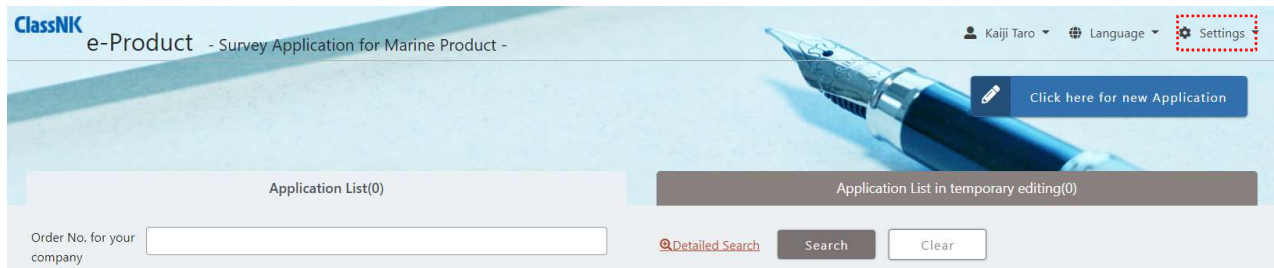 ClassNK
e-Product - Survey Application for Marine Product -
Kaiji Taro Language Settings
Click here for new Application
Application List(0) Application List in temporary editing(0)
Order No. for your
company
Detailed Search Search Clear